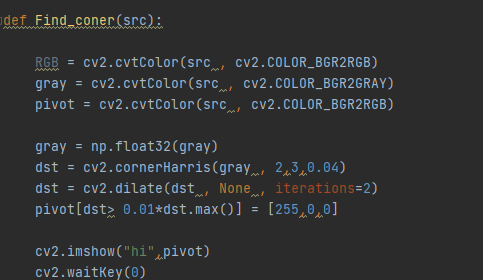 def Find_coner(src):
RGB = cv2.cvtColor(src , cv2.COLOR_BGR2RGB)
gray = cv2.cvtColor(src , cv2.COLOR_BGR2GRAY)
pivot = cv2.cvtColor(src , cv2.COLOR_BGR2RGB)
gray = np.float32(gray)
dst = cv2.cornerHarris(gray , 2,3,0.04)
dst = cv2.dilate(dst , None , iterations=2)
pivot[dst> 0.01*dst.max()] = [255,0,0]
cv2.imshow("hi",pivot)
cv2.waitKey(0)